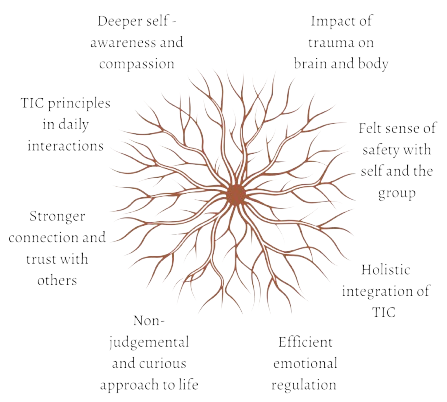 Deeper self -
awareness and
compassion
Impact of
trauma on
brain and body
Felt sense of
safety with
self and the
group
Holistic
integration of
TIC
Efficient
emotional
regulation
Non-
judgemental
and curious
approach to life
Stronger
connection and
trust with
others
TIC principles
in daily
interactions